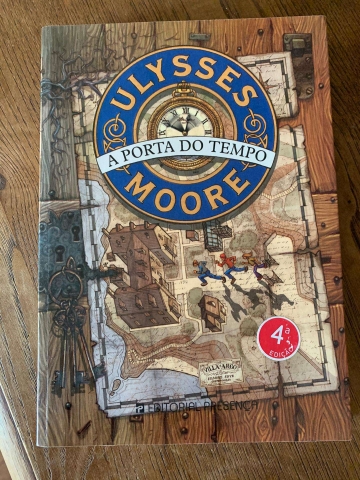 ULYSSES
A PORTA DO TEMPO
MOORE
4.ª
EDIÇÃO
VILLA ARGO
EDITORIAL PRESENÇA